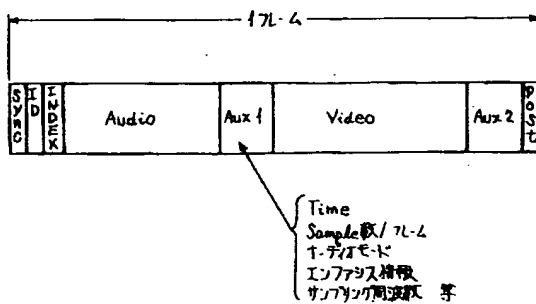 1フレーム
SYNC ID INDEX Audio Aux 1 Video Aux 2 POST
Time
Sample数/フレーム
オーディオモード
エンファシス情報
サンプリング周波数 等